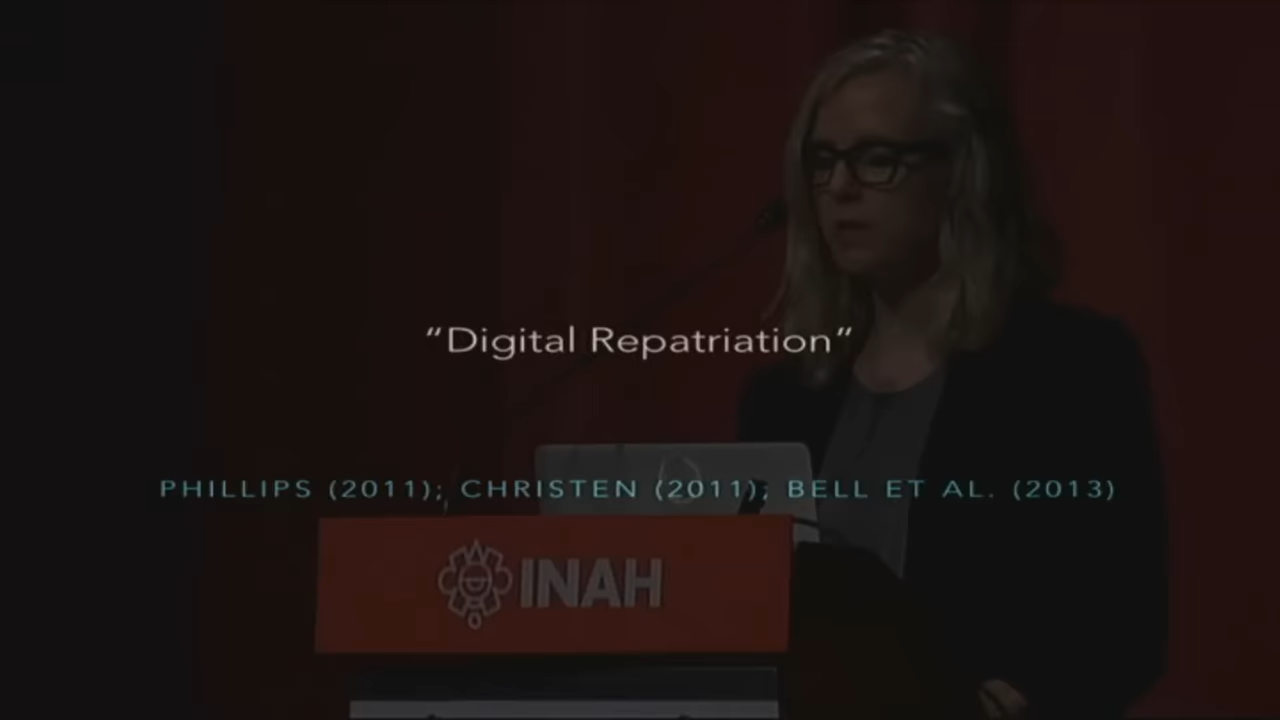 “Digital Repatriation“
PHILLIPS (2011); CHRISTEN (2011); BELL ET AL. (2013)
INAH